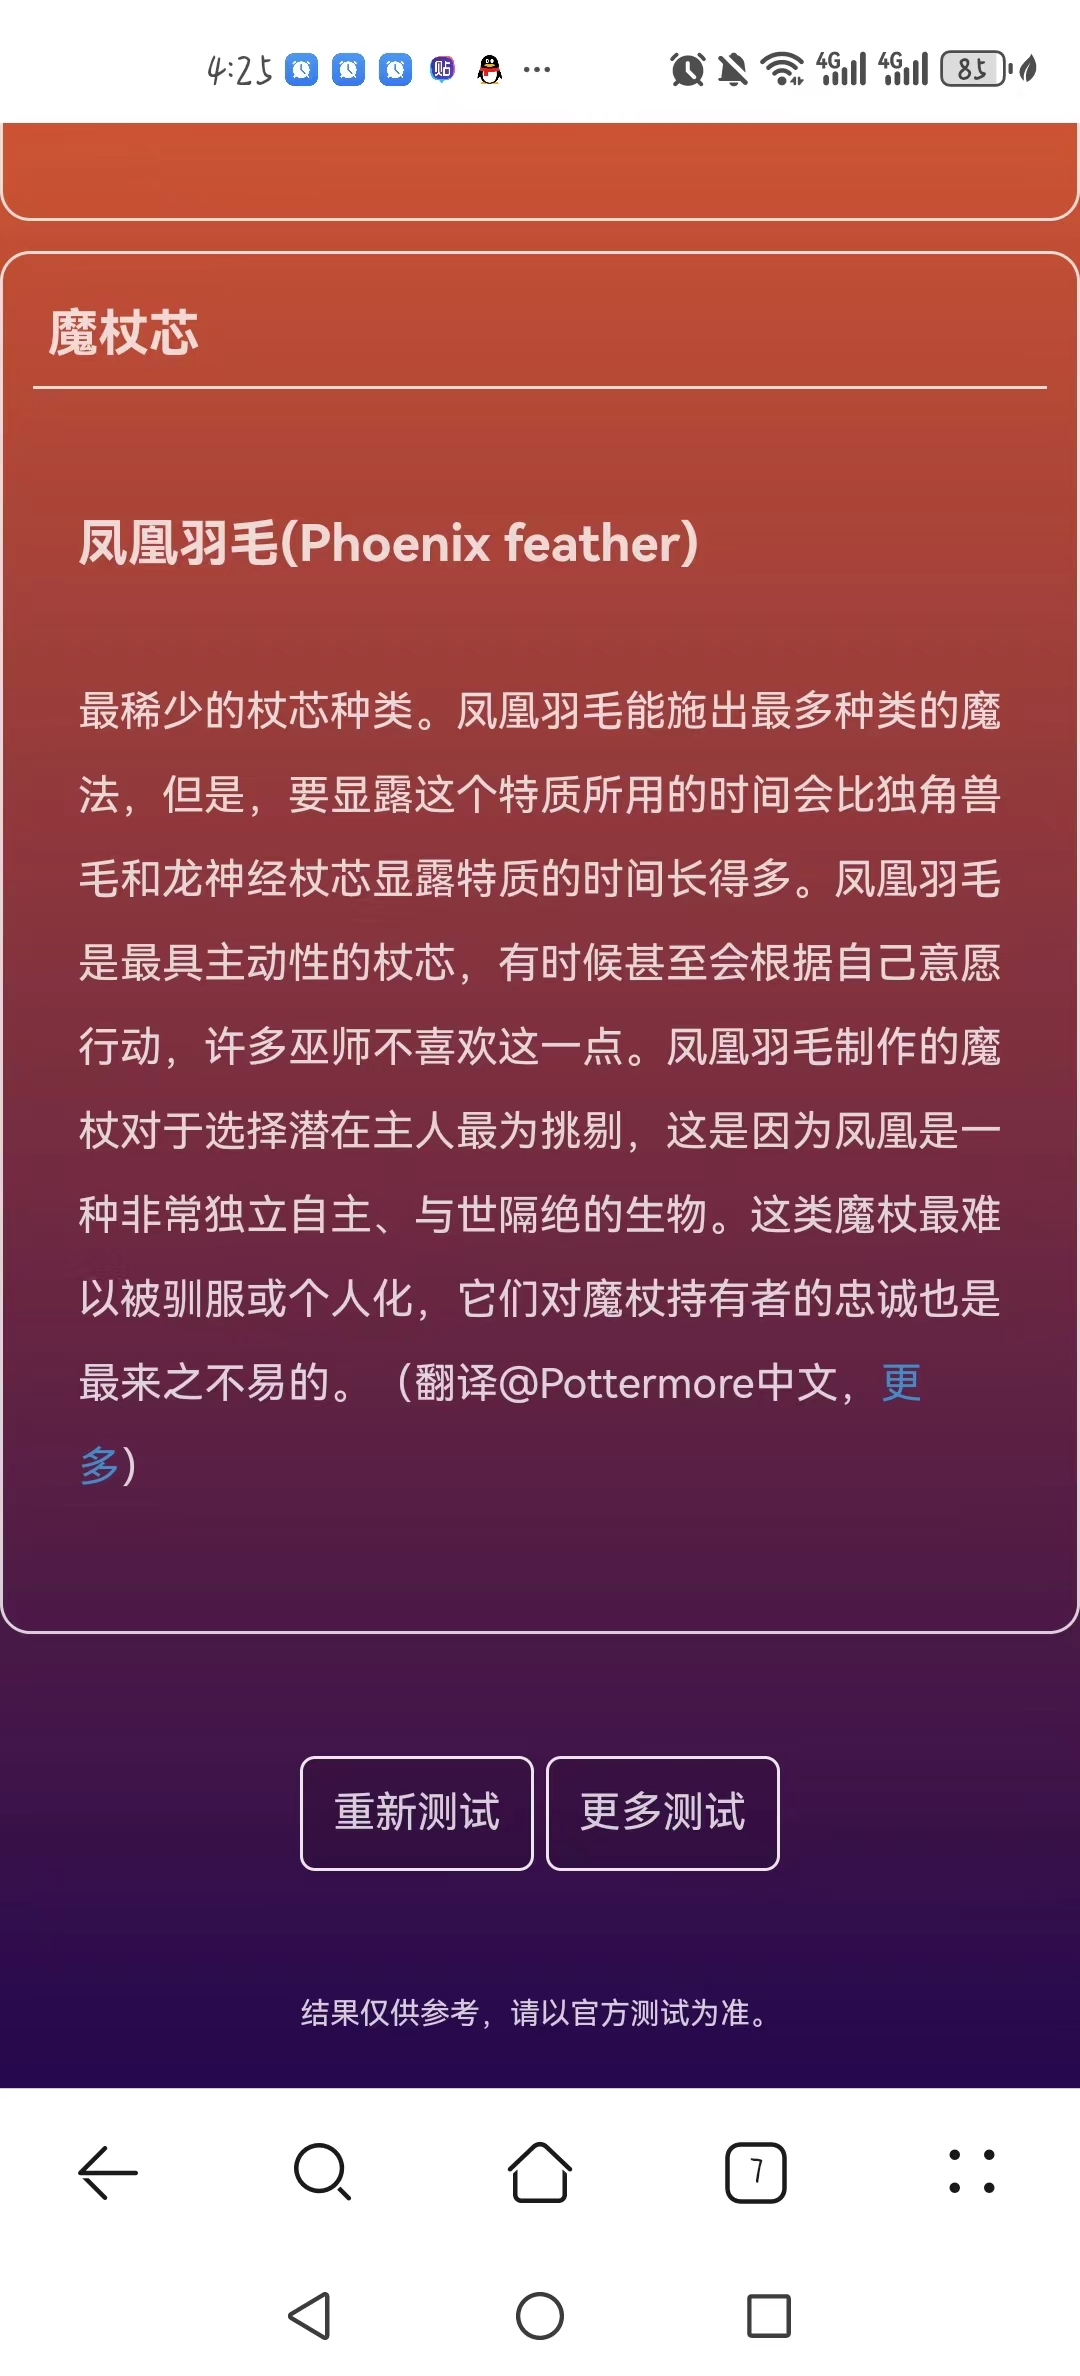 4:25
贴
4G
4G
85
魔杖芯
凤凰羽毛(Phoenix feather)
最稀少的杖芯种类。凤凰羽毛能施出最多种类的魔
法，但是，要显露这个特质所用的时间会比独角兽
毛和龙神经杖芯显露特质的时间长得多。凤凰羽毛
是最具主动性的杖芯，有时候甚至会根据自己意愿
行动，许多巫师不喜欢这一点。凤凰羽毛制作的魔
杖对于选择潜在主人最为挑剔，这是因为凤凰是一
种非常独立自主、与世隔绝的生物。这类魔杖最难
以被驯服或个人化，它们对魔杖持有者的忠诚也是
最来之不易的。（翻译@Pottermore中文，更
多）
重新测试
更多测试
结果仅供参考，请以官方测试为准。
7